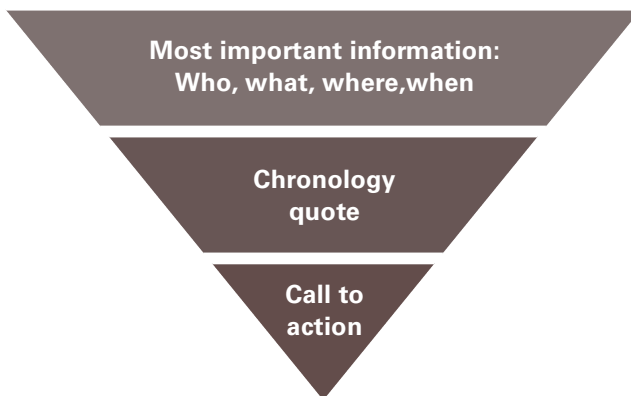 Most important information:
Who, what, where,when
Chronology
quote
Call to
action